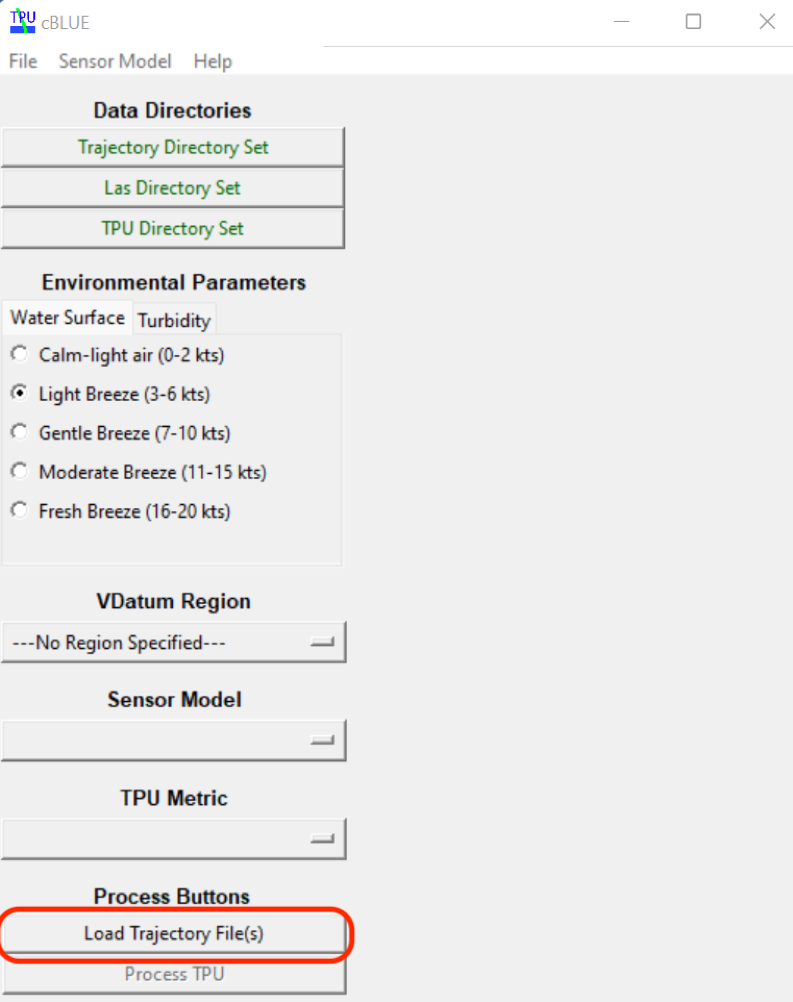 TPU cBLUE
File Sensor Model Help
Data Directories
Trajectory Directory Set
Las Directory Set
TPU Directory Set
Environmental Parameters
Water Surface Turbidity
Calm-light air (0-2 kts)
Light Breeze (3-6 kts)
Gentle Breeze (7-10 kts)
Moderate Breeze (11-15 kts)
Fresh Breeze (16-20 kts)
VDatum Region
---No Region Specified---
Sensor Model
TPU Metric
Process Buttons
Load Trajectory File(s)
Process TPU